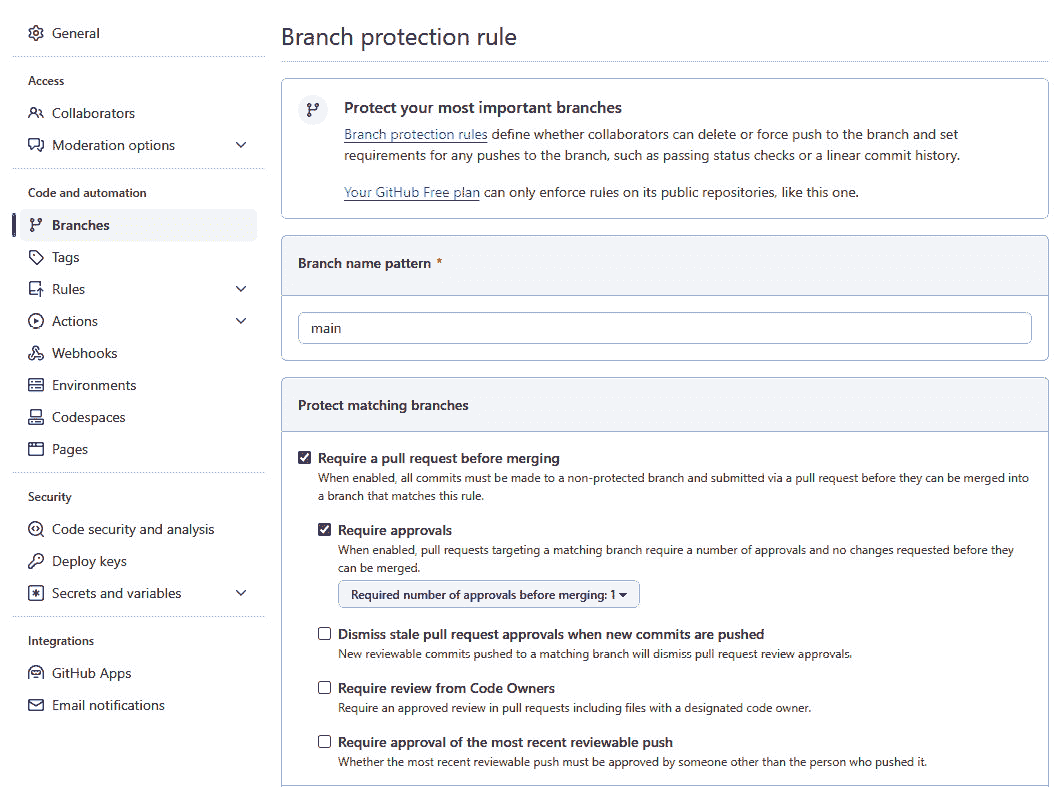 General
Access
Collaborators
Moderation options
Code and automation
Branches
Tags
Rules
Actions
Webhooks
Environments
Codespaces
Pages
Security
Code security and analysis
Deploy keys
Secrets and variables
Integrations
GitHub Apps
Email notifications
Branch protection rule
Protect your most important branches
Branch protection rules define whether collaborators can delete or force push to the branch and set
requirements for any pushes to the branch, such as passing status checks or a linear commit history.
Your GitHub Free plan can only enforce rules on its public repositories, like this one.
Branch name pattern *
main
Protect matching branches
Require a pull request before merging
When enabled, all commits must be made to a non-protected branch and submitted via a pull request before they can be merged into
a branch that matches this rule.
Require approvals
When enabled, pull requests targeting a matching branch require a number of approvals and no changes requested before they
can be merged.
Required number of approvals before merging: 1
Dismiss stale pull request approvals when new commits are pushed
New reviewable commits pushed to a matching branch will dismiss pull request review approvals.
Require review from Code Owners
Require an approved review in pull requests including files with a designated code owner.
Require approval of the most recent reviewable push
Whether the most recent reviewable push must be approved by someone other than the person who pushed it.